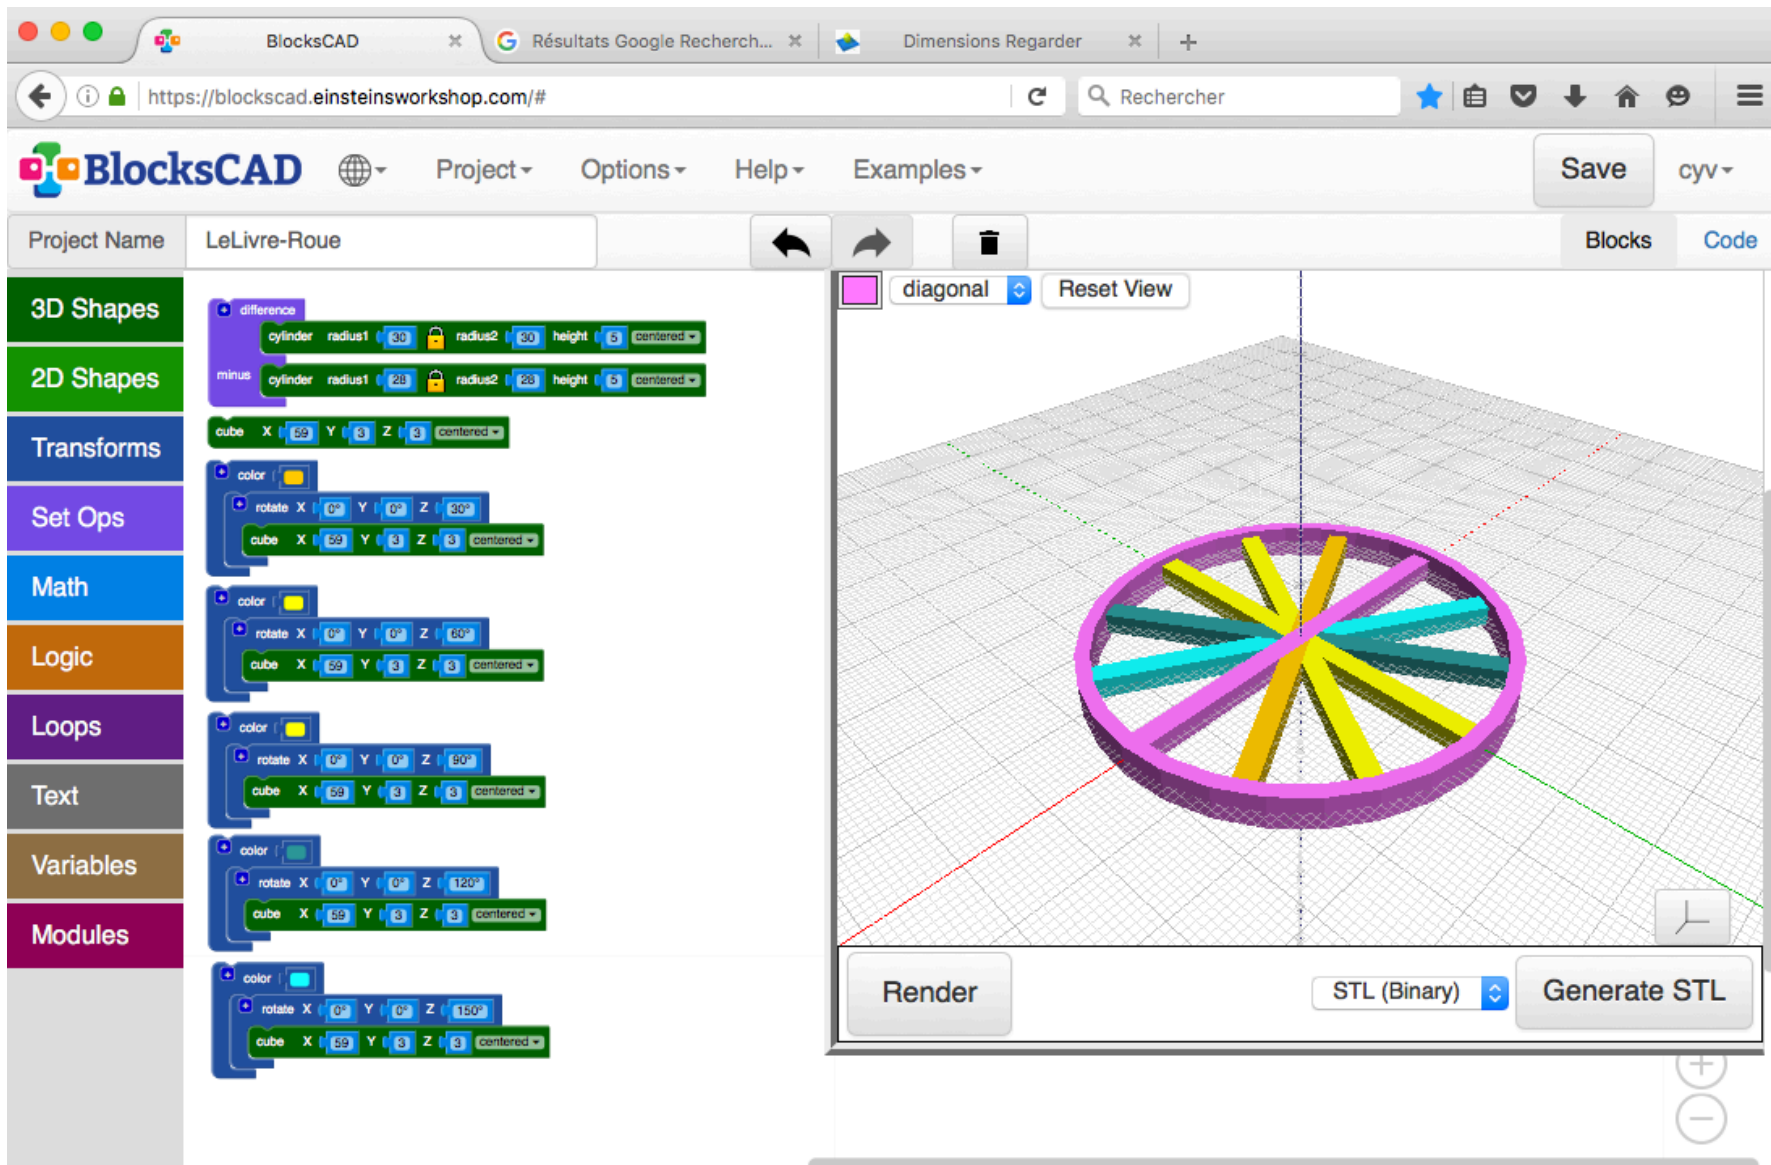 BlocksCAD
Résultats Google Recherch...
Dimensions Regarder
https://blockscad.einsteinsworkshop.com/#
Rechercher
BlocksCAD
Project
Options
Help
Examples
Save
cyv
Project Name
LeLivre-Roue
Blocks
Code
3D Shapes
2D Shapes
Transforms
Set Ops
Math
Logic
Loops
Text
Variables
Modules
difference
cylinder radius1 30 radius2 30 height 5 centered
minus cylinder radius1 28 radius2 28 height 5 centered
cube X 59 Y 3 Z 3 centered
color
rotate X 0° Y 0° Z 30°
cube X 59 Y 3 Z 3 centered
color
rotate X 0° Y 0° Z 60°
cube X 59 Y 3 Z 3 centered
color
rotate X 0° Y 0° Z 90°
cube X 59 Y 3 Z 3 centered
color
rotate X 0° Y 0° Z 120°
cube X 59 Y 3 Z 3 centered
color
rotate X 0° Y 0° Z 150°
cube X 59 Y 3 Z 3 centered
diagonal
Reset View
Render
STL (Binary)
Generate STL